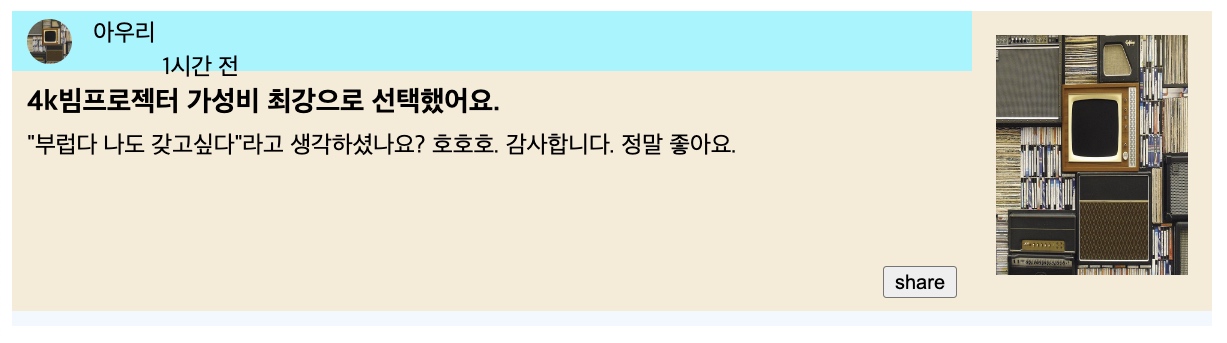 아우리
1시간 전
4k빔프로젝터 가성비 최강으로 선택했어요.
"부럽다 나도 갖고싶다"라고 생각하셨나요? 호호호. 감사합니다. 정말 좋아요.
share